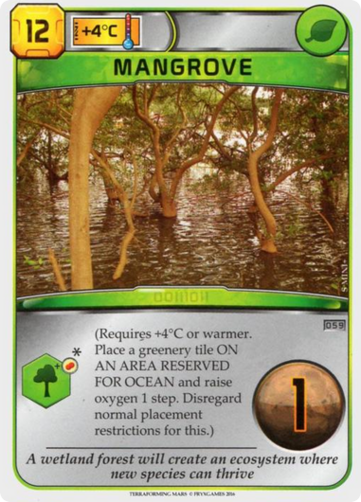 12
+4°C
MANGROVE
S-MINI-
059
(Requires +4°C or warmer.
Place a greenery tile ON
AN AREA RESERVED
FOR OCEAN and raise
oxygen 1 step. Disregard
normal placement
restrictions for this.)
*
1
A wetland forest will create an ecosystem where
new species can thrive
TERRAFORMING MARS © FRYXGAMES 2016